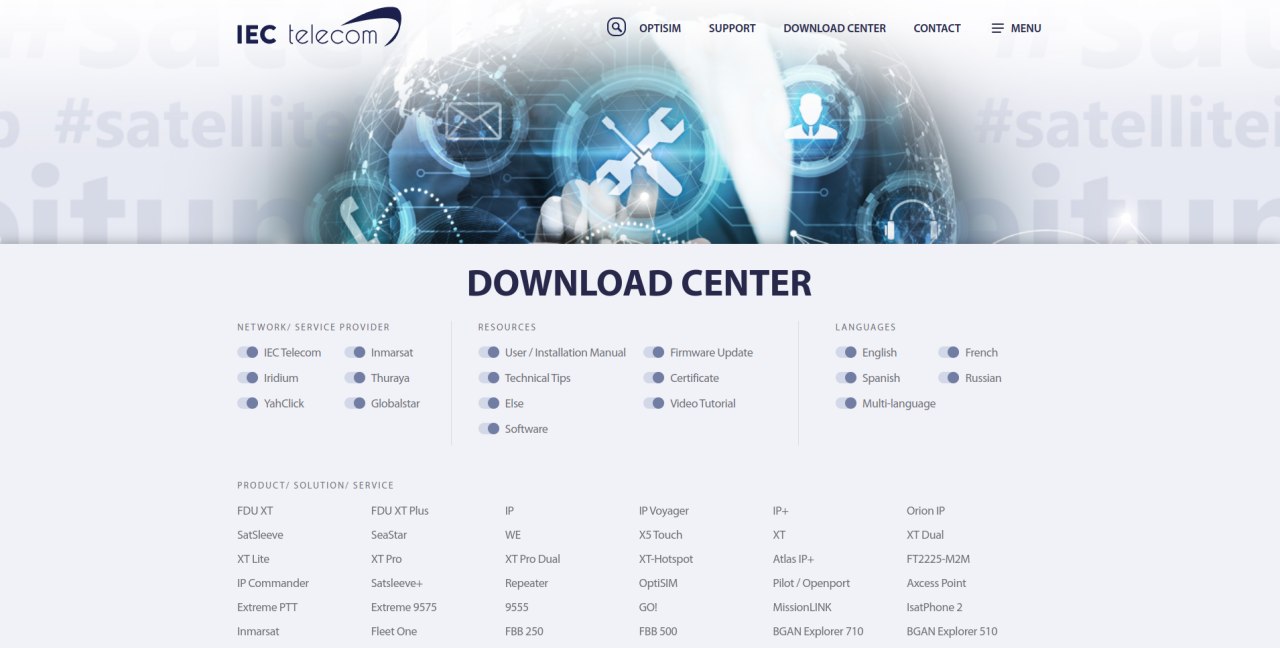 IEC telecom
OPTISIM SUPPORT DOWNLOAD CENTER CONTACT MENU
#sat
#satellite
#satellitei
eitun
DOWNLOAD CENTER
NETWORK/ SERVICE PROVIDER
IEC Telecom Inmarsat
Iridium Thuraya
YahClick Globalstar
RESOURCES
User / Installation Manual Firmware Update
Technical Tips Certificate
Else Video Tutorial
Software
LANGUAGES
English French
Spanish Russian
Multi-language
PRODUCT/ SOLUTION/ SERVICE
FDU XT FDU XT Plus IP IP Voyager IP+ Orion IP
SatSleeve SeaStar WE X5 Touch XT XT Dual
XT Lite XT Pro XT Pro Dual XT-Hotspot Atlas IP+ FT2225-M2M
IP Commander Satsleeve+ Repeater OptiSIM Pilot / Openport Axcess Point
Extreme PTT Extreme 9575 9555 GO! MissionLINK IsatPhone 2
Inmarsat Fleet One FBB 250 FBB 500 BGAN Explorer 710 BGAN Explorer 510